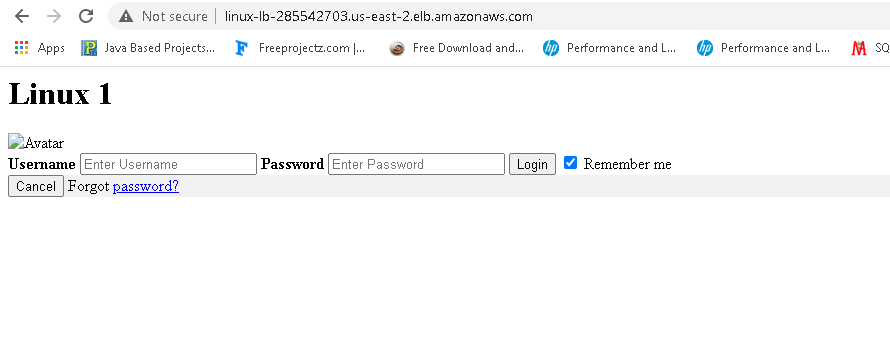 Not secure linux-lb-285542703.us-east-2.elb.amazonaws.com
Apps Java Based Projects... Freeprojectz.com |... Free Download and... hp Performance and L... hp Performance and L... SQ
Linux 1
Avatar
Username Enter Username Password Enter Password Login Remember me
Cancel Forgot password?